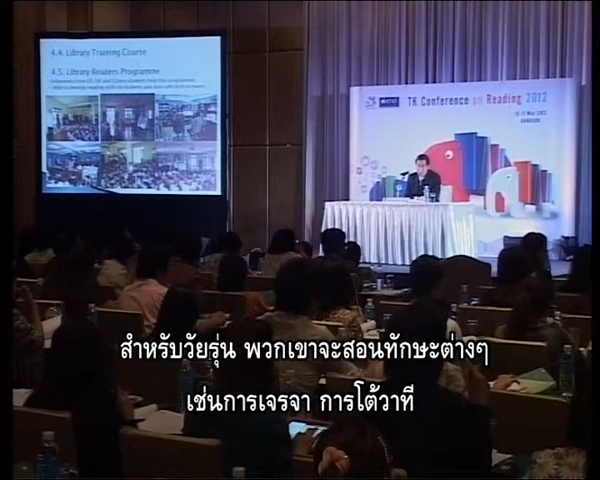 4.4. Library Training Course
4.5. Library Readers Programme
TK Conference on Reading 2012
BANGKOK
สำหรับวัยรุ่น พวกเขาจะสอนทักษะต่างๆ
เช่นการเจรจา การโต้วาที